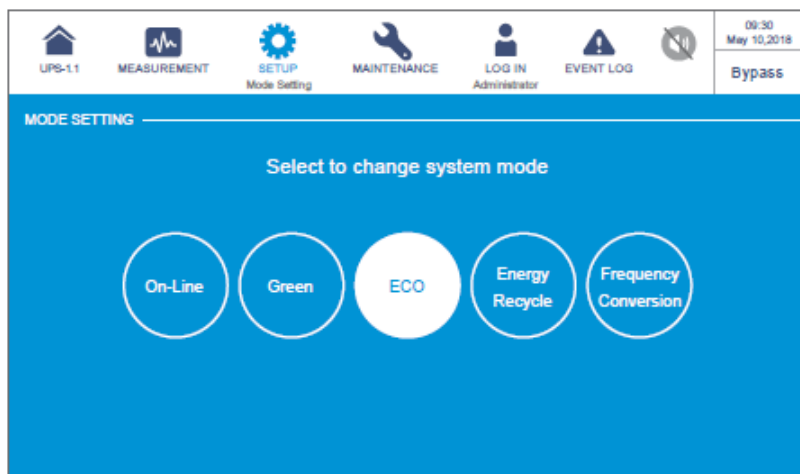 09:30
May 10,2018
UPS-1.1
MEASUREMENT
SETUP
MAINTENANCE
LOG IN
EVENT LOG
Bypass
Mode Setting
Administrator
MODE SETTING
Select to change system mode
On-Line
Green
ECO
Energy
Recycle
Frequency
Conversion